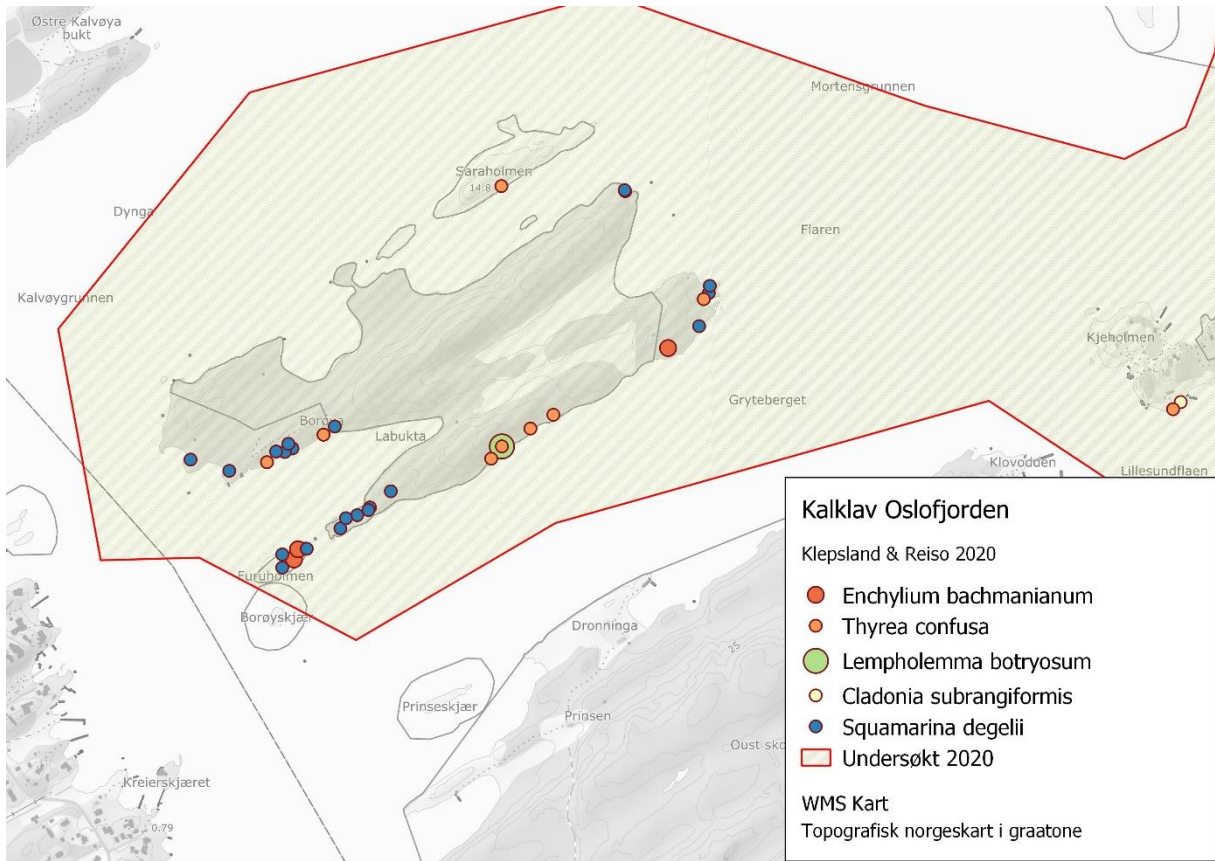 Østre Kalvøya
bukt
Mortensgrunnen
Saraholmen
14.8
Dynga
Flaren
Kalvøygrunnen
Kjeholmen
Gryteberget
Borøya
Labukta
Klovodden
Lillesundflaen
Furuholmen
Borøyskjær
Dronninga
25
Prinseskjær
Prinsen
Oust sko
Kreierskjæret
0.79
Kalklav Oslofjorden
Klepsland & Reiso 2020
Enchylium bachmanianum
Thyrea confusa
Lempholemma botryosum
Cladonia subrangiformis
Squamarina degelii
Undersøkt 2020
WMS Kart
Topografisk norgeskart i graatone